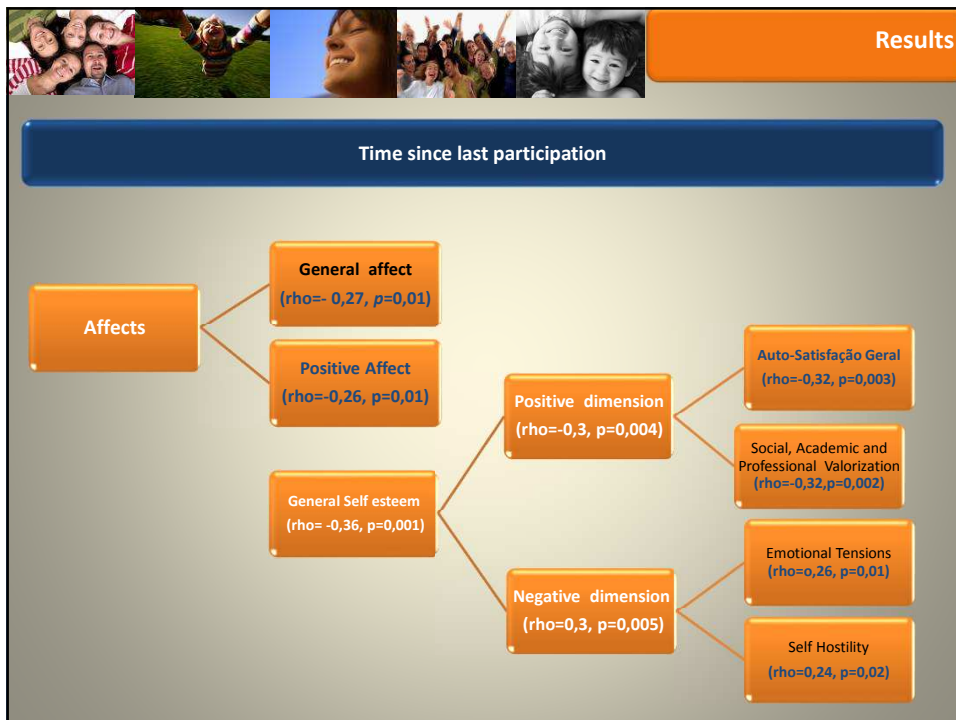 Results
Time since last participation
Affects
General affect
(rho=- 0,27, p=0,01)
Positive Affect
(rho=-0,26, p=0,01)
General Self esteem
(rho= -0,36, p=0,001)
Positive dimension
(rho=-0,3, p=0,004)
Negative dimension
(rho=0,3, p=0,005)
Auto-Satisfação Geral
(rho=-0,32, p=0,003)
Social, Academic and
Professional Valorization
(rho=-0,32,p=0,002)
Emotional Tensions
(rho=o,26, p=0,01)
Self Hostility
(rho=0,24, p=0,02)